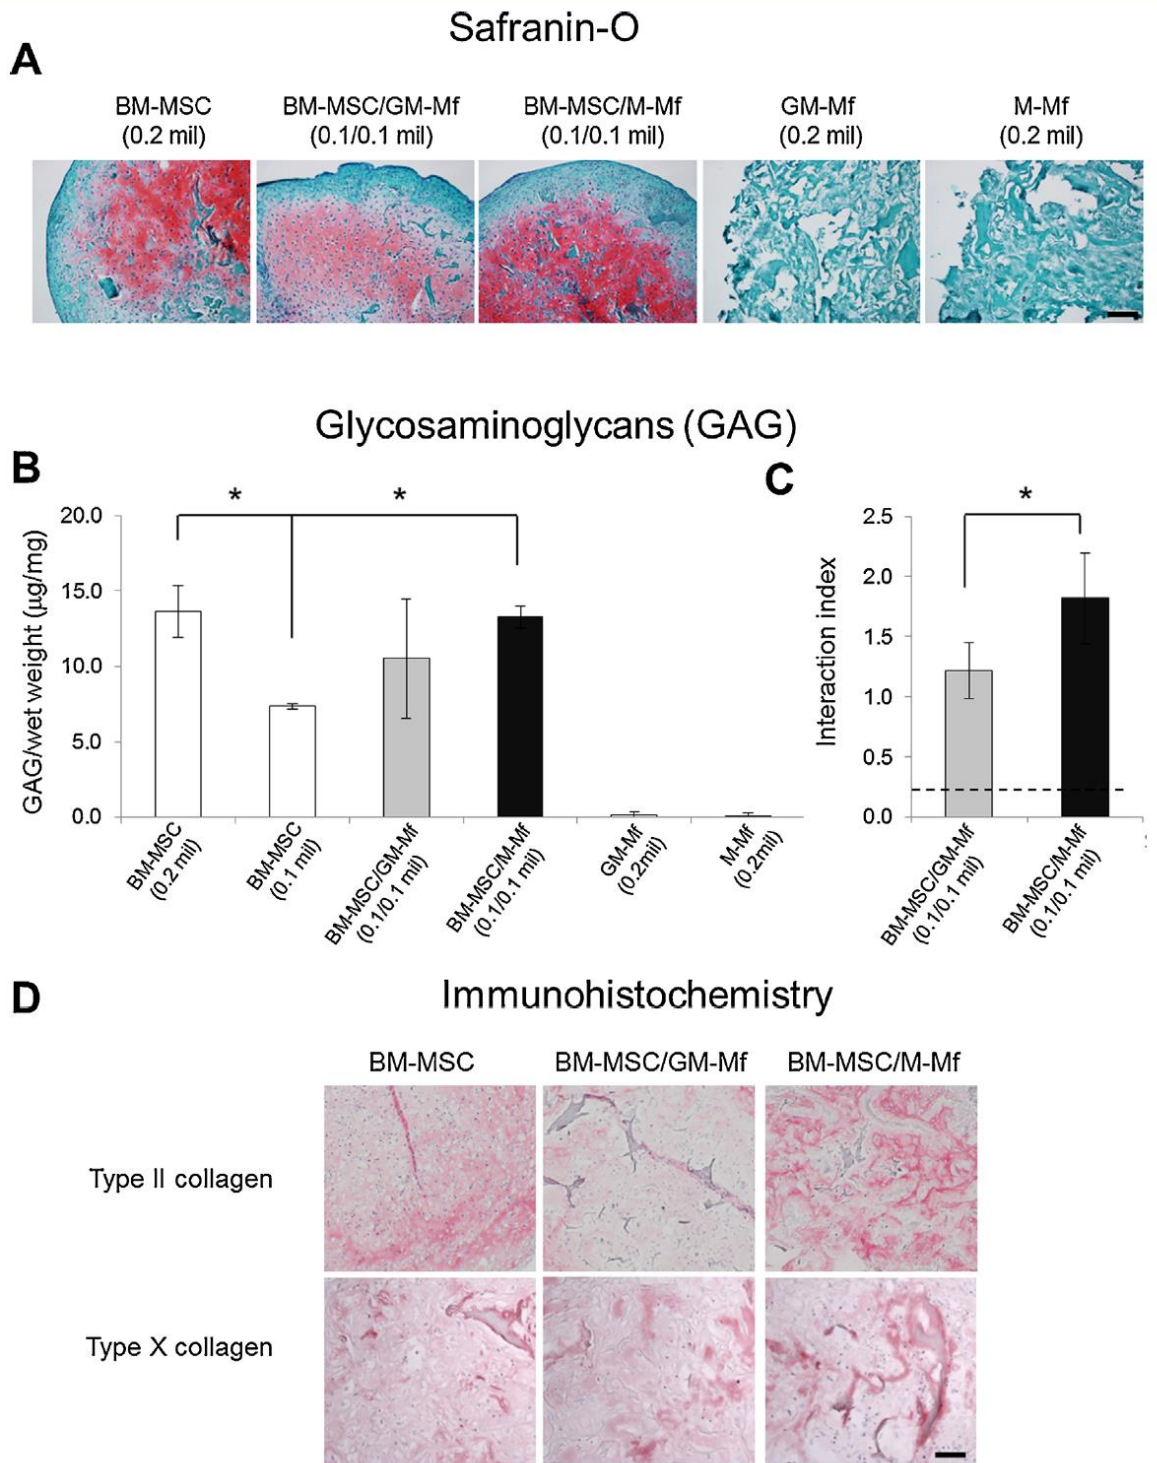 Safranin-O
A
BM-MSC
(0.2 mil)
BM-MSC/GM-Mf
(0.1/0.1 mil)
BM-MSC/M-Mf
(0.1/0.1 mil)
GM-Mf
(0.2 mil)
M-Mf
(0.2 mil)
Glycosaminoglycans (GAG)
B
GAG/wet weight (µg/mg)
20.0
15.0
10.0
5.0
0.0
*
*
BM-MSC
(0.2 mil)
BM-MSC
(0.1 mil)
BM-MSC/GM-Mf
(0.1/0.1 mil)
BM-MSC/M-Mf
(0.1/0.1 mil)
GM-Mf
(0.2mil)
M-Mf
(0.2mil)
C
Interaction index
2.5
2.0
1.5
1.0
0.5
0.0
*
BM-MSC/GM-Mf
(0.1/0.1 mil)
BM-MSC/M-Mf
(0.1/0.1 mil)
D
Immunohistochemistry
BM-MSC
BM-MSC/GM-Mf
BM-MSC/M-Mf
Type II collagen
Type X collagen